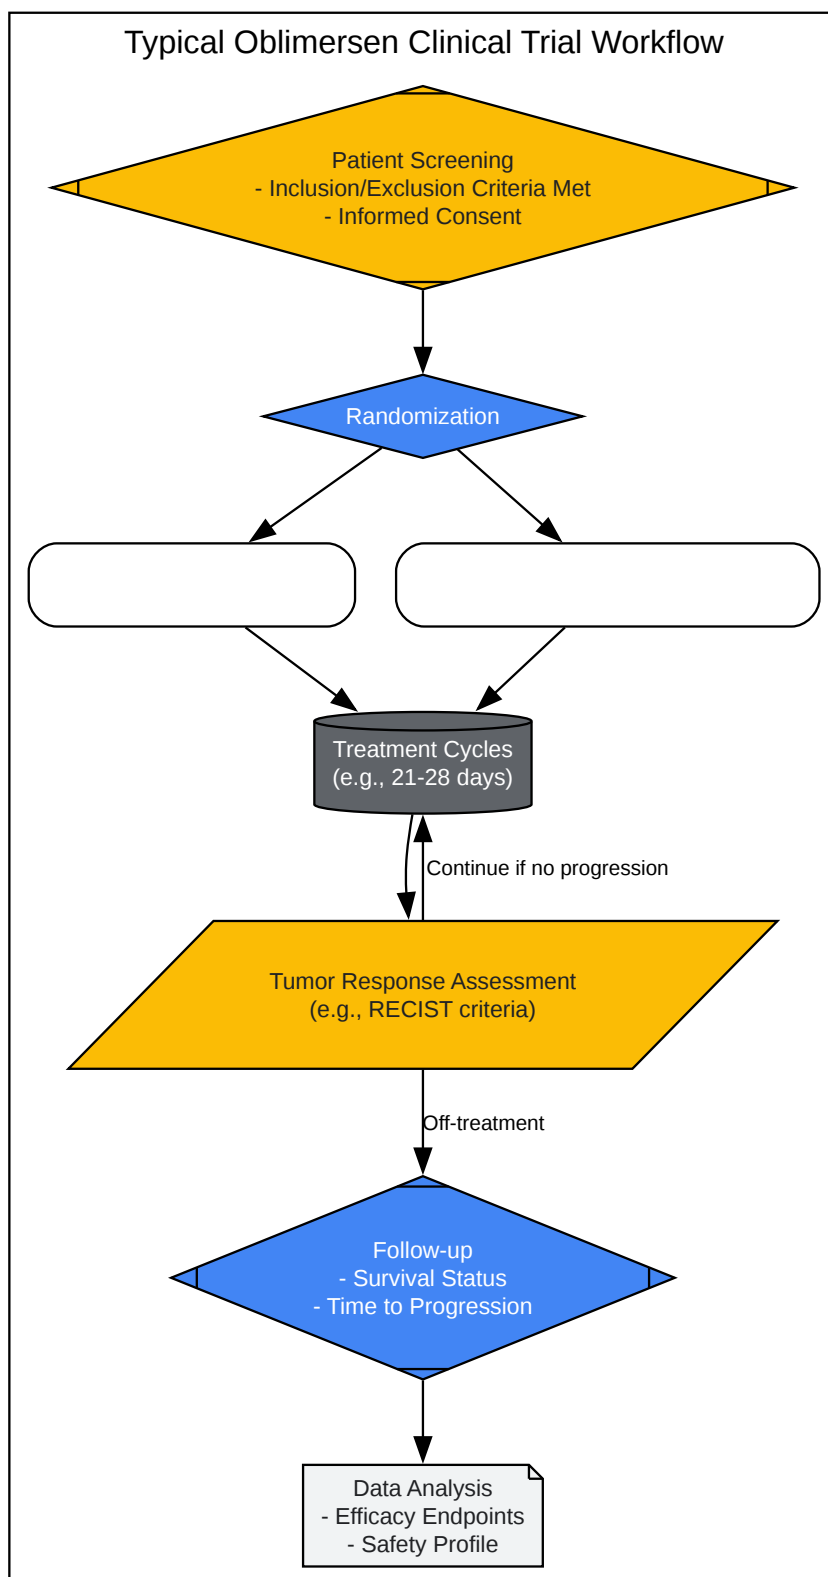 Typical Oblimersen Clinical Trial Workflow
Patient Screening
- Inclusion/Exclusion Criteria Met
- Informed Consent
Randomization
Treatment Cycles
(e.g., 21-28 days)
Continue if no progression
Tumor Response Assessment
(e.g., RECIST criteria)
Off-treatment
Follow-up
- Survival Status
- Time to Progression
Data Analysis
- Efficacy Endpoints
- Safety Profile